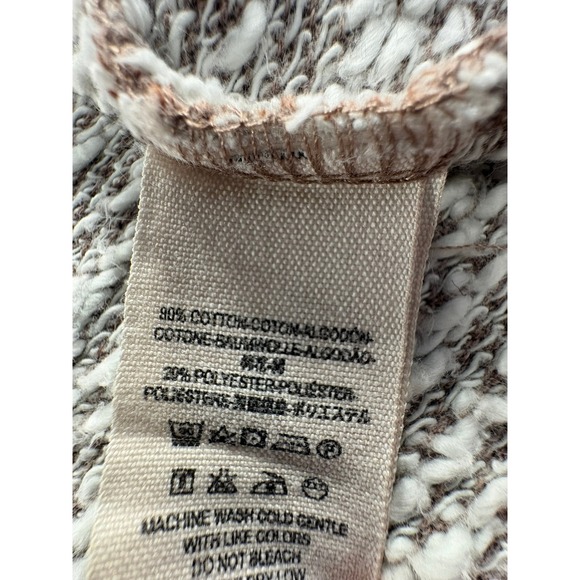 80% COTTON-COTON-ALGODÓN-
COTONE-BAUMWOLLE-ALGODÃO-
20% POLYESTER-POLIÉSTER-
ポリエステル
P
MACHINE WASH COLD GENTLE
WITH LIKE COLORS
DO NOT BLEACH
LOW